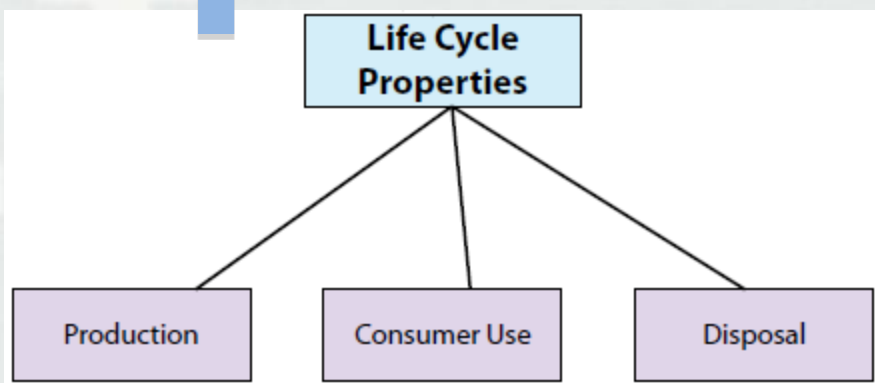 Life Cycle
Properties
Production
Consumer Use
Disposal